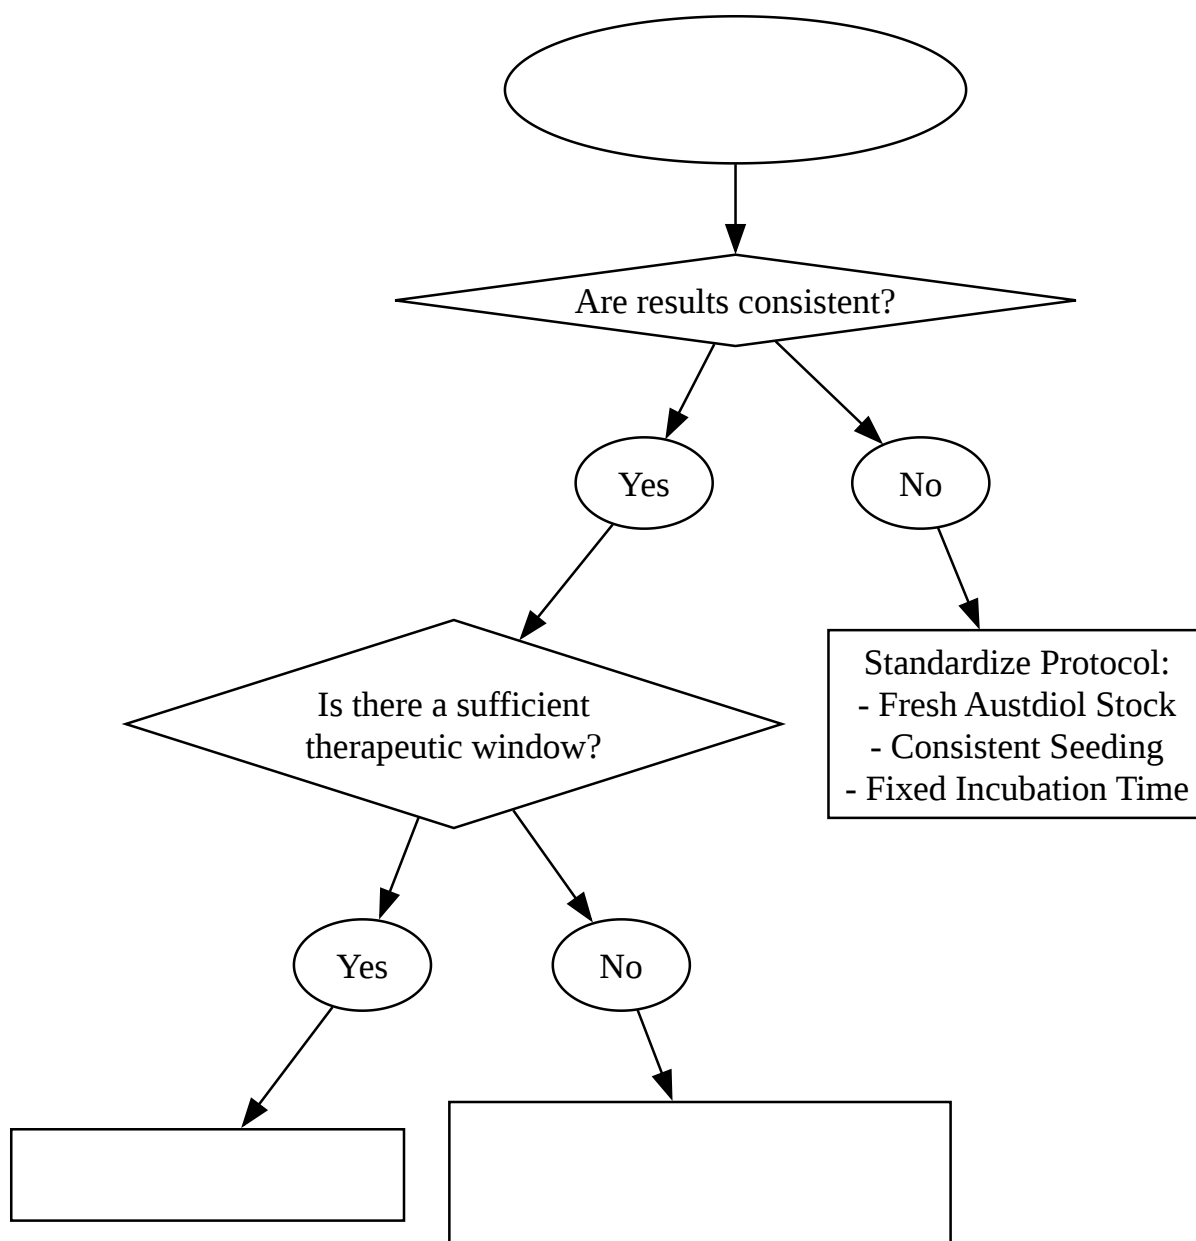 Are results consistent?
Yes
No
Is there a sufficient
therapeutic window?
Standardize Protocol:
- Fresh Austdiol Stock
- Consistent Seeding
- Fixed Incubation Time
Yes
No